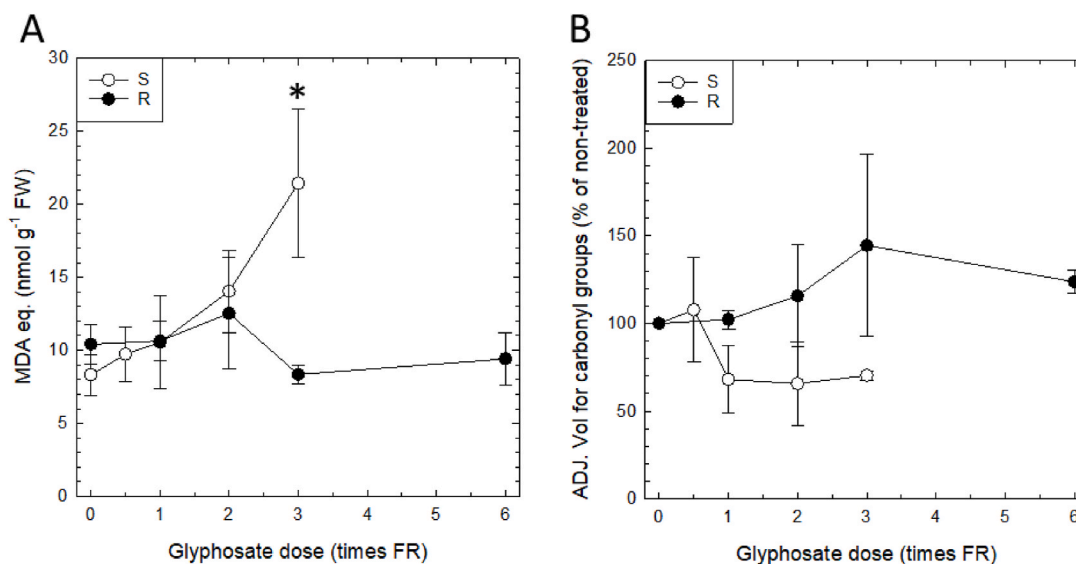 A
MDA eq. (nmol g⁻¹ FW)
30
25
20
15
10
5
0
S
R
*
0 1 2 3 4 5 6
Glyphosate dose (times FR)
B
ADJ. Vol for carbonyl groups (% of non-treated)
250
200
150
100
50
0
S
R
0 1 2 3 4 5 6
Glyphosate dose (times FR)